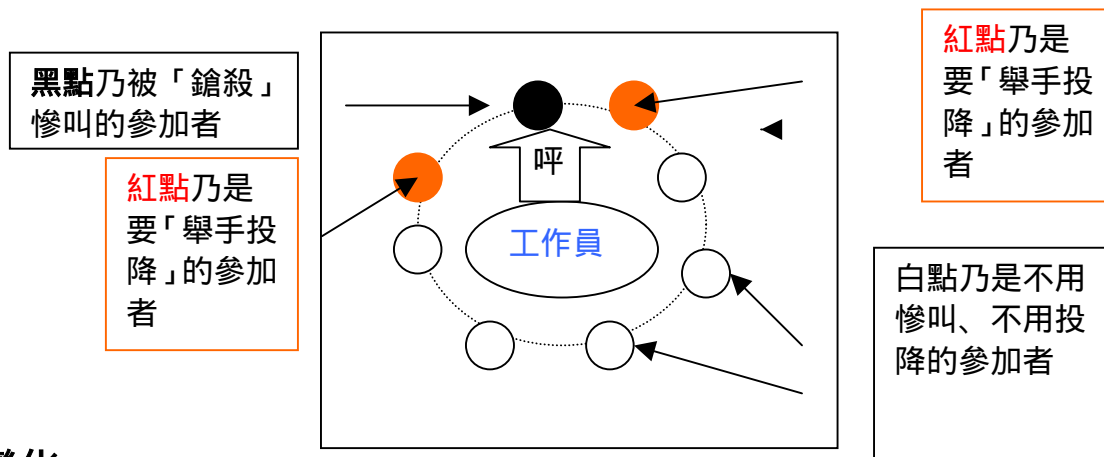 黑點乃被「鎗殺」
慘叫的參加者
紅點乃是
要「舉手投
降」的參加
者
呯
工作員
紅點乃是
要「舉手投
降」的參加
者
白點乃是不用
慘叫、不用投
降的參加者